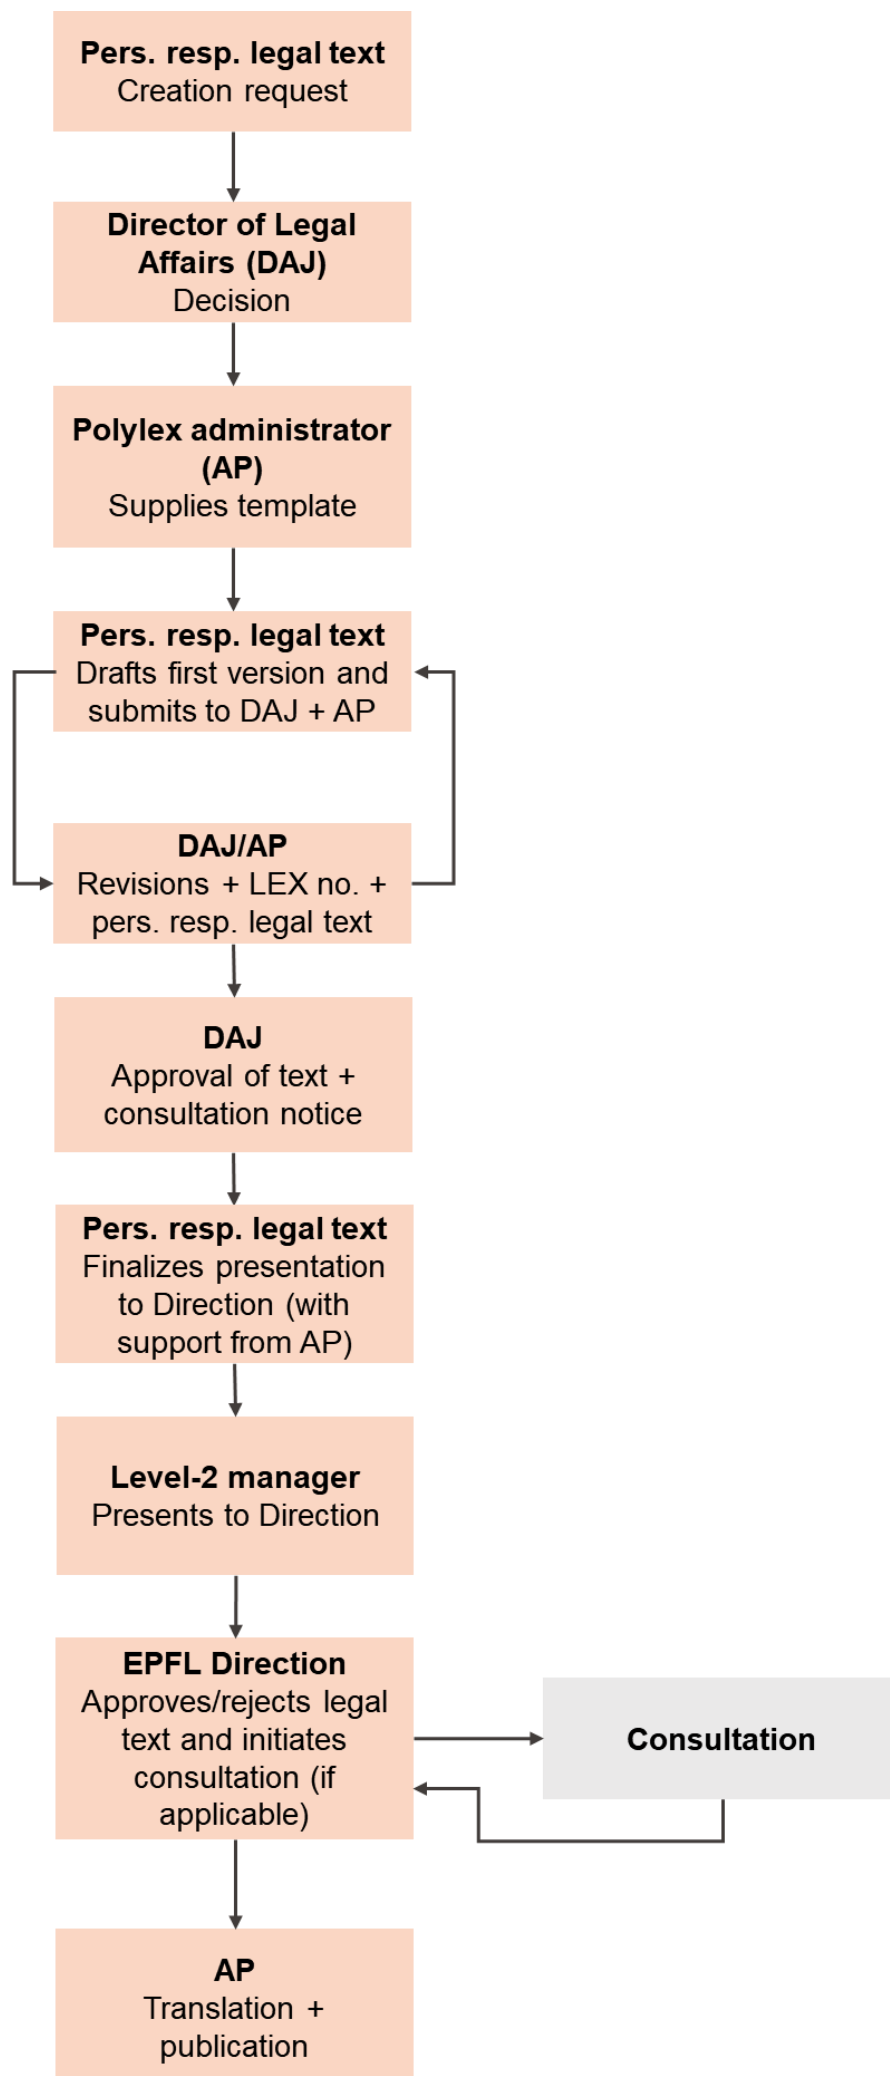 Pers. resp. legal text
Creation request
Director of Legal
Affairs (DAJ)
Decision
Polylex administrator
(AP)
Supplies template
Pers. resp. legal text
Drafts first version and
submits to DAJ + AP
DAJ/AP
Revisions + LEX no. +
pers. resp. legal text
DAJ
Approval of text +
consultation notice
Pers. resp. legal text
Finalizes presentation
to Direction (with
support from AP)
Level-2 manager
Presents to Direction
EPFL Direction
Approves/rejects legal
text and initiates
consultation (if
applicable)
Consultation
AP
Translation +
publication